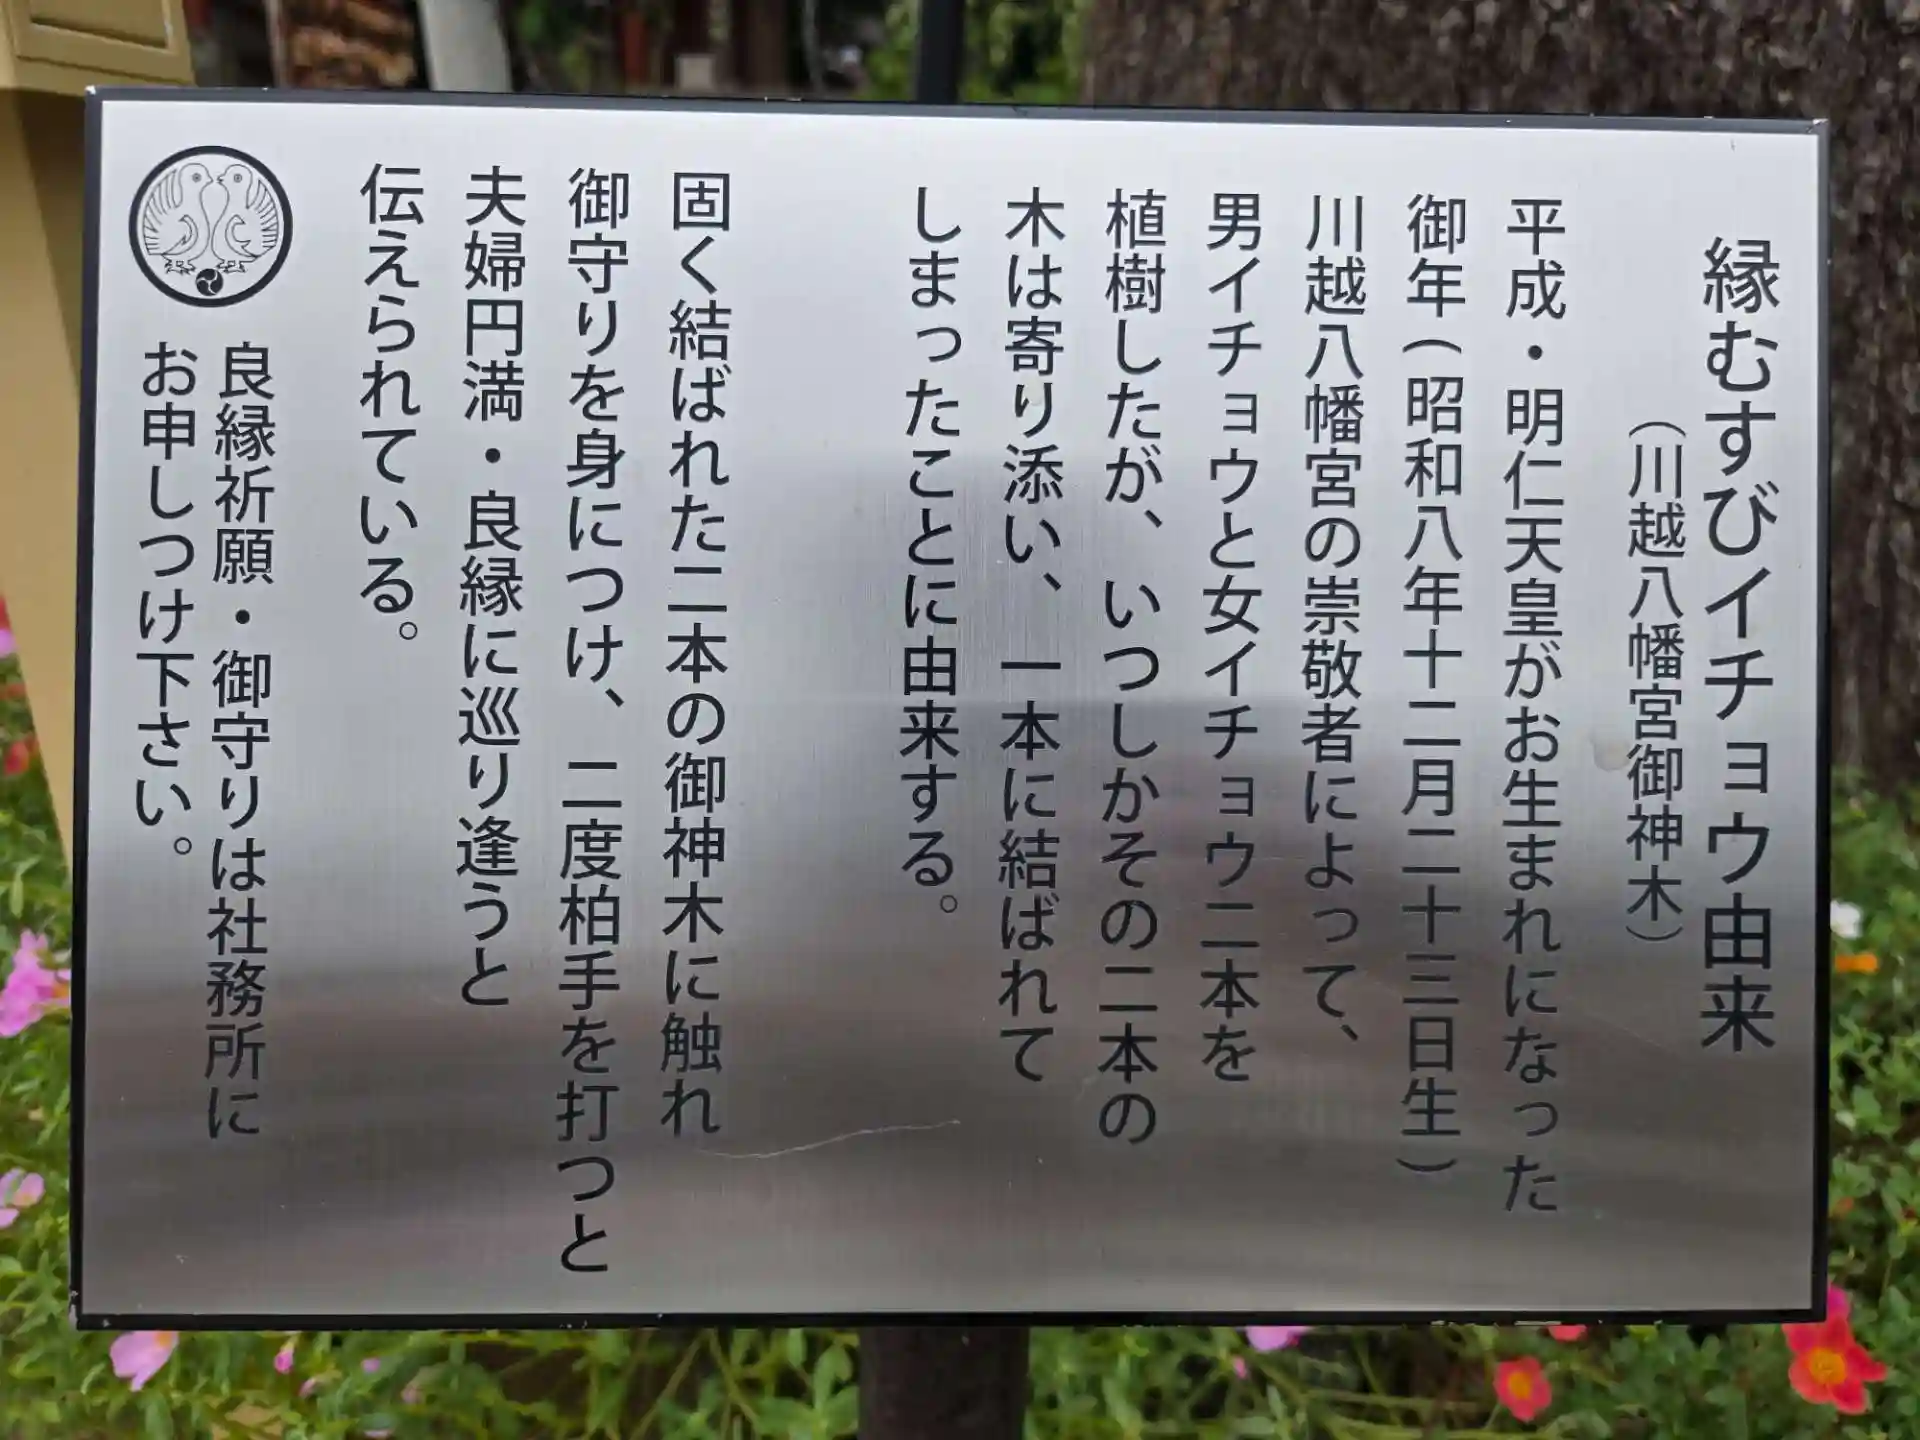 縁むすびイチョウ由来
（川越八幡宮御神木）
平成・明仁天皇がお生まれになった
御年（昭和八年十二月二十三日生）
川越八幡宮の崇敬者によって、
男イチョウと女イチョウ二本を
植樹したが、いつしかその二本の
木は寄り添い、一本に結ばれて
しまったことに由来する。
固く結ばれた二本の御神木に触れ
御守りを身につけ、二度柏手を打つと
夫婦円満・良縁に巡り逢うと
伝えられている。
良縁祈願・御守りは社務所に
お申しつけ下さい。